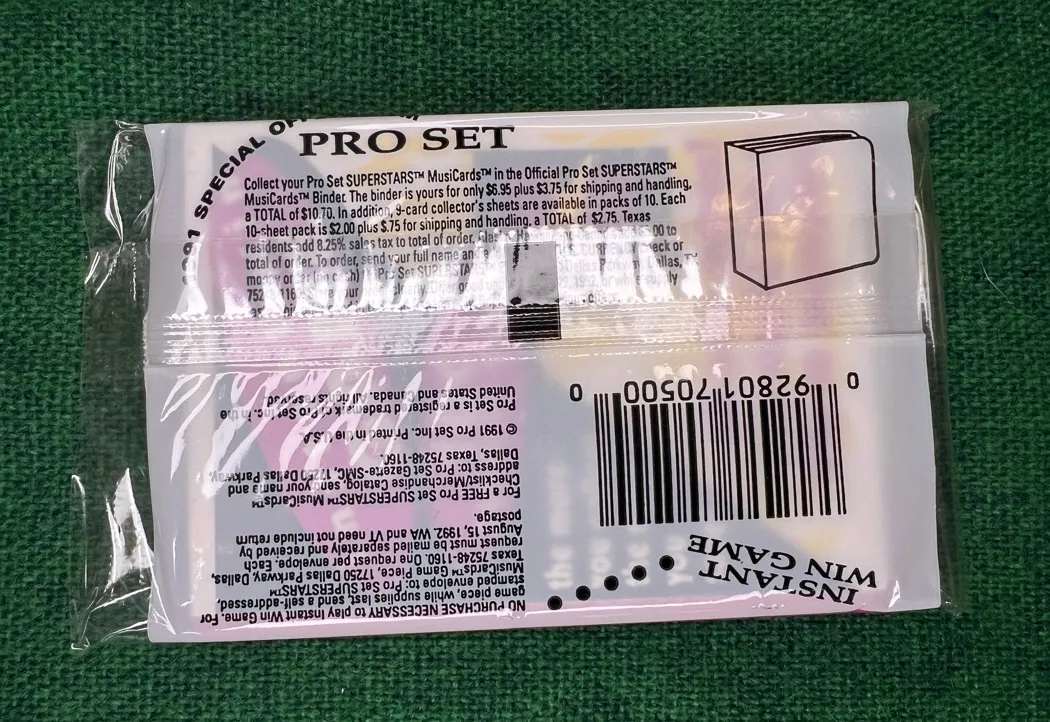 1991 SPECIAL
PRO SET
Collect your Pro Set SUPERSTARS™ MusiCards™ in the Official Pro Set SUPERSTARS™
MusiCards™ Binder. The binder is yours for only $6.95 plus $3.75 for shipping and handling,
a TOTAL of $10.70. In addition, 9-card collector's sheets are available in packs of 10. Each
10-sheet pack is $2.00 plus $.75 for shipping and handling, a TOTAL of $2.75. Texas
residents add 8.25% sales tax to total of order.
total of order. To order, send your full name and
money order (no cash) Pro Set SUPERSTARS
0 92801 70500 0
INSTANT
WIN GAME
NO PURCHASE NECESSARY to play Instant Win Game. For
game piece, while supplies last, send a self-addressed,
stamped envelope to: Pro Set SUPERSTARS™
MusiCards™ Game Piece, 17250 Dallas Parkway, Dallas,
Texas 75248-1160. One request per envelope. Each
request must be mailed separately and received by
August 15, 1992. WA and VT need not include return
postage.
For a FREE Pro Set SUPERSTARS™ MusiCards™
Checklist/Merchandise Catalog, send your name and
address to: Pro Set Gazette-SMC, 17250 Dallas Parkway,
Dallas, Texas 75248-1160.
© 1991 Pro Set Inc. Printed in the U.S.A.
Pro Set is a registered trademark of Pro Set Inc. in the
United States and Canada. All rights reserved.